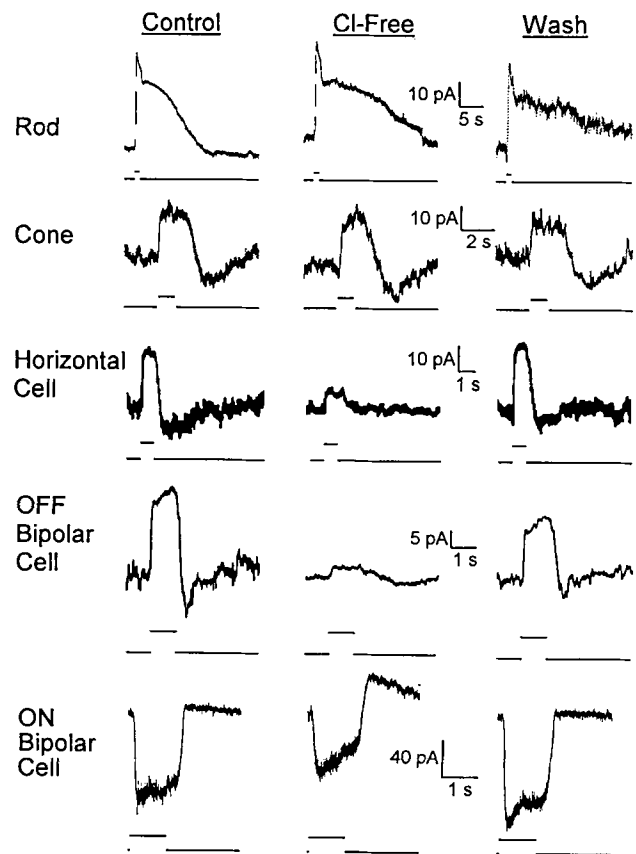 Control
Cl-Free
Wash
Rod
10 pA
5 s
Cone
10 pA
2 s
Horizontal
Cell
10 pA
1 s
OFF
Bipolar
Cell
5 pA
1 s
ON
Bipolar
Cell
40 pA
1 s